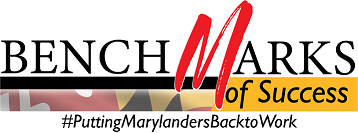 BENCHMARKS
of Success
#PuttingMarylandersBacktoWork